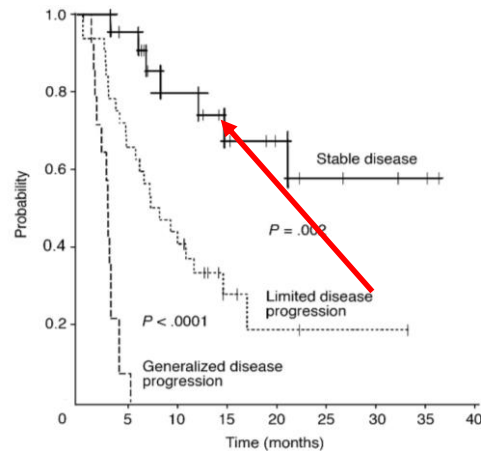 1.0
0.8
0.6
0.4
0.2
0
Probability
Stable disease
P = .002
Limited disease
progression
P < .0001
Generalized disease
progression
5 10 15 20 25 30 35 40
Time (months)